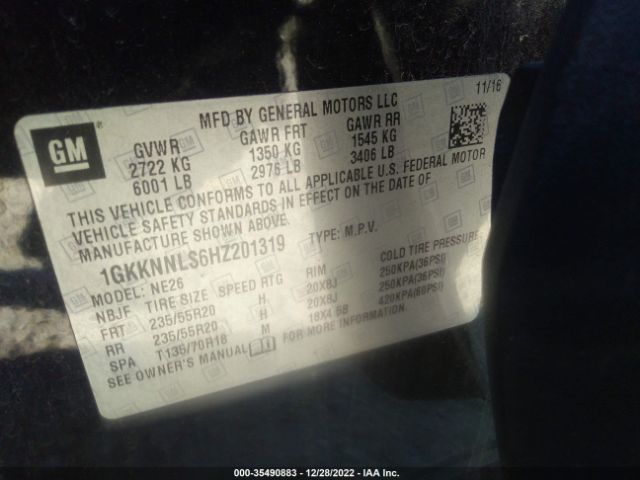 MFD BY GENERAL MOTORS LLC 11/16
GM
GVWR GAWR FRT GAWR RR
2722 KG 1350 KG 1545 KG
6001 LB 2976 LB 3406 LB
THIS VEHICLE CONFORMS TO ALL APPLICABLE U.S. FEDERAL MOTOR
VEHICLE SAFETY STANDARDS IN EFFECT ON THE DATE OF
MANUFACTURE SHOWN ABOVE.
1GKKNNLS6HZ201319 TYPE: M.P.V.
MODEL: NE26
NBJF TIRE SIZE SPEED RTG RIM COLD TIRE PRESSURE
FRT 235/55R20 H 20X8J 250KPA(36PSI)
RR 235/55R20 H 20X8J 250KPA(36PSI)
SPA T135/70R18 M 18X4.5B 420KPA(60PSI)
SEE OWNER'S MANUAL FOR MORE INFORMATION.
000-35490883 - 12/28/2022 - IAA Inc.